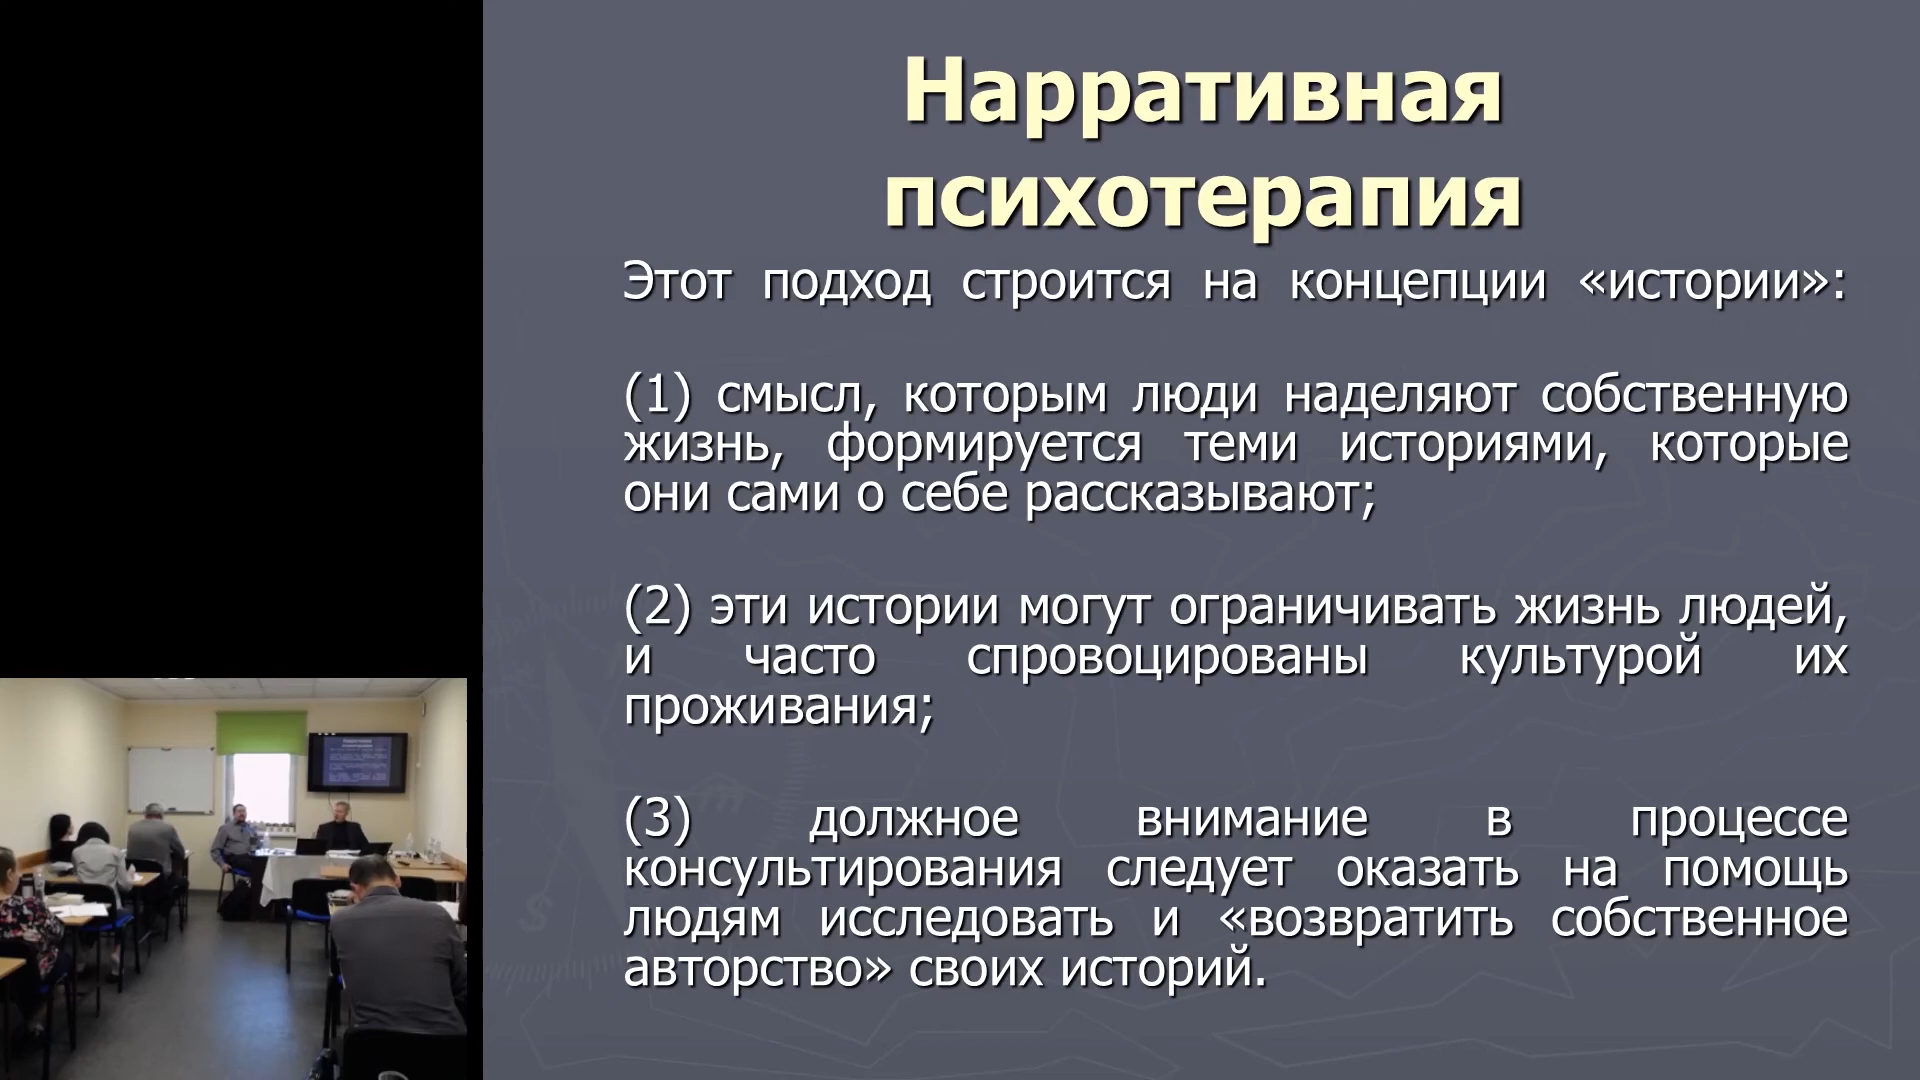 Нарративная
психотерапия
Этот подход строится на концепции «истории»:
(1) смысл, которым люди наделяют собственную
жизнь, формируется теми историями, которые
они сами о себе рассказывают;
(2) эти истории могут ограничивать жизнь людей,
и часто спровоцированы культурой их
проживания;
(3) должное внимание в процессе
консультирования следует оказать на помощь
людям исследовать и «возвратить собственное
авторство» своих историй.